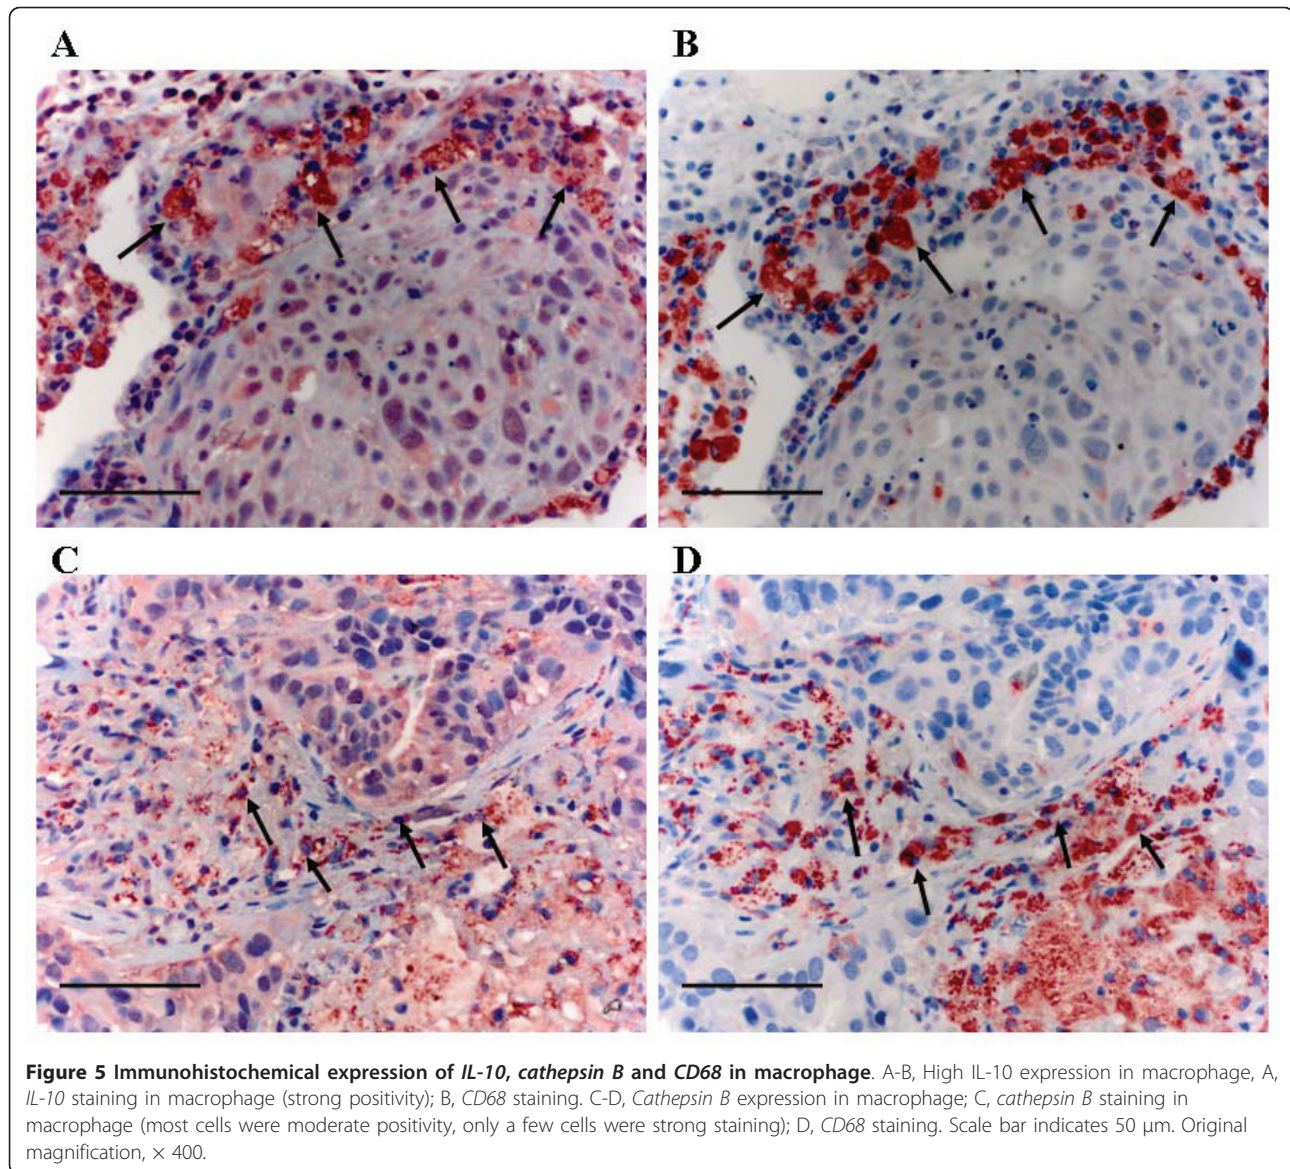 A
B
C
D
Figure 5 Immunohistochemical expression of IL-10, cathepsin B and CD68 in macrophage. A-B, High IL-10 expression in macrophage, A,
IL-10 staining in macrophage (strong positivity); B, CD68 staining. C-D, Cathepsin B expression in macrophage; C, cathepsin B staining in
macrophage (most cells were moderate positivity, only a few cells were strong staining); D, CD68 staining. Scale bar indicates 50 μm. Original
magnification, × 400.